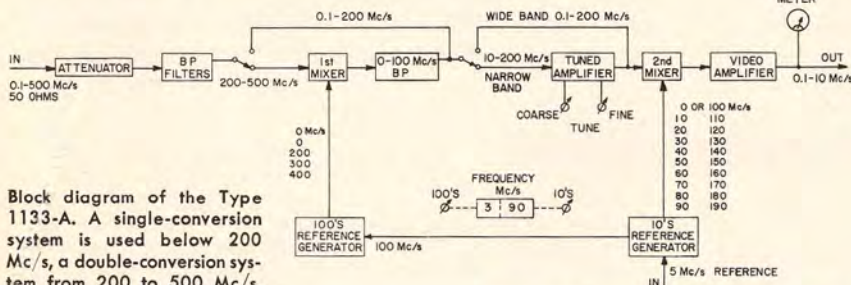 METER
0.1-200 Mc/s
WIDE BAND 0.1-200 Mc/s
IN
ATTENUATOR
BP
FILTERS
200-500 Mc/s
1st
MIXER
0-100 Mc/s
BP
10-200 Mc/s
NARROW
BAND
TUNED
AMPLIFIER
2nd
MIXER
VIDEO
AMPLIFIER
OUT
0.1-10 Mc/s
0.1-500 Mc/s
50 OHMS
COARSE
FINE
TUNE
0 Mc/s
0
200
300
400
0 OR 100 Mc/s
10 110
20 120
30 130
40 140
50 150
60 160
70 170
80 180
90 190
FREQUENCY
Mc/s
100'S
3 90
10'S
100'S
REFERENCE
GENERATOR
100 Mc/s
10'S
REFERENCE
GENERATOR
IN
5 Mc/s REFERENCE
Block diagram of the Type
1133-A. A single-conversion
system is used below 200
Mc/s, a double-conversion sys-
tem from 200 to 500 Mc/s.